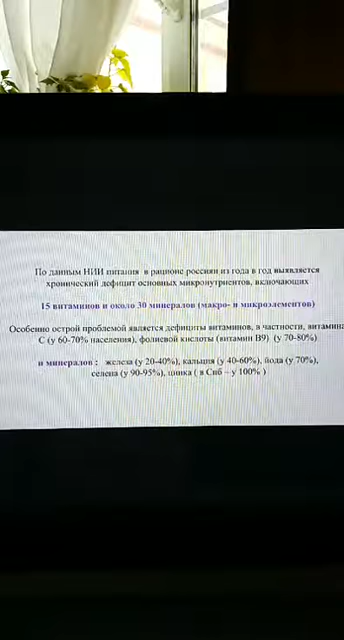 По данным НИИ питания в рационе россиян из года в год выявляется
хронический дефицит основных микронутриентов, включающих
15 витаминов и около 30 минералов (макро- и микроэлементов)
Особенно острой проблемой является дефициты витаминов, в частности, витамина
С (у 60-70% населения), фолиевой кислоты (витамин В9) (у 70-80%)
и минералов : железа (у 20-40%), кальция (у 40-60%), йода (у 70%),
селена (у 90-95%), цинка ( в Спб – у 100% )